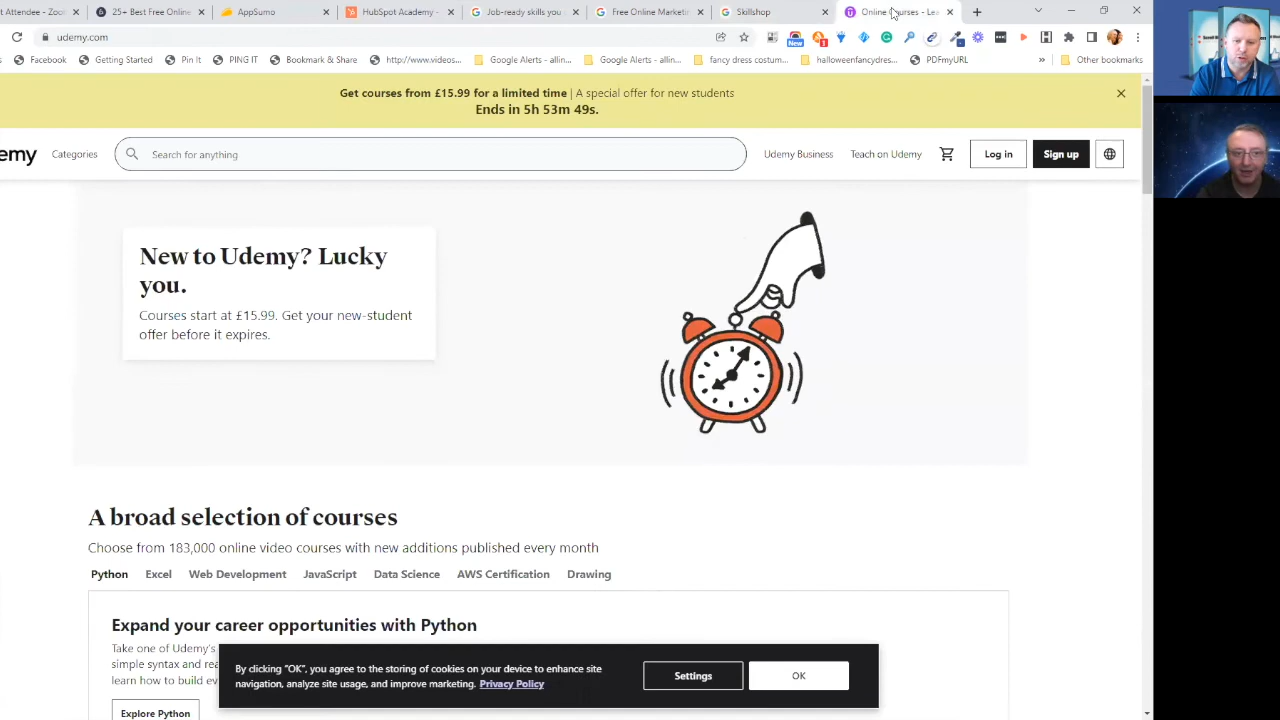 t Attendee - Zoo
25+ Best Free Online
AppSumo
HubSpot Academy -
Job-ready skills you
Free Online Marketi
Skillshop
Online Courses - Lea
udemy.com
New
3
Facebook
Getting Started
Pin It
PING IT
Bookmark & Share
http://www.videos...
Google Alerts - allin...
Google Alerts - allin...
fancy dress costum...
halloweenfancydres...
PDFmyURL
»
Other bookmarks
Get courses from £15.99 for a limited time | A special offer for new students
Ends in 5h 53m 49s.
emy
Categories
Search for anything
Udemy Business
Teach on Udemy
Log in
Sign up
New to Udemy? Lucky
you.
Courses start at £15.99. Get your new-student
offer before it expires.
A broad selection of courses
Choose from 183,000 online video courses with new additions published every month
Python
Excel
Web Development
JavaScript
Data Science
AWS Certification
Drawing
Expand your career opportunities with Python
Take one of Udemy's
simple syntax and rea
learn how to build ev
Explore Python
By clicking "OK", you agree to the storing of cookies on your device to enhance site
navigation, analyze site usage, and improve marketing. Privacy Policy
Settings
OK